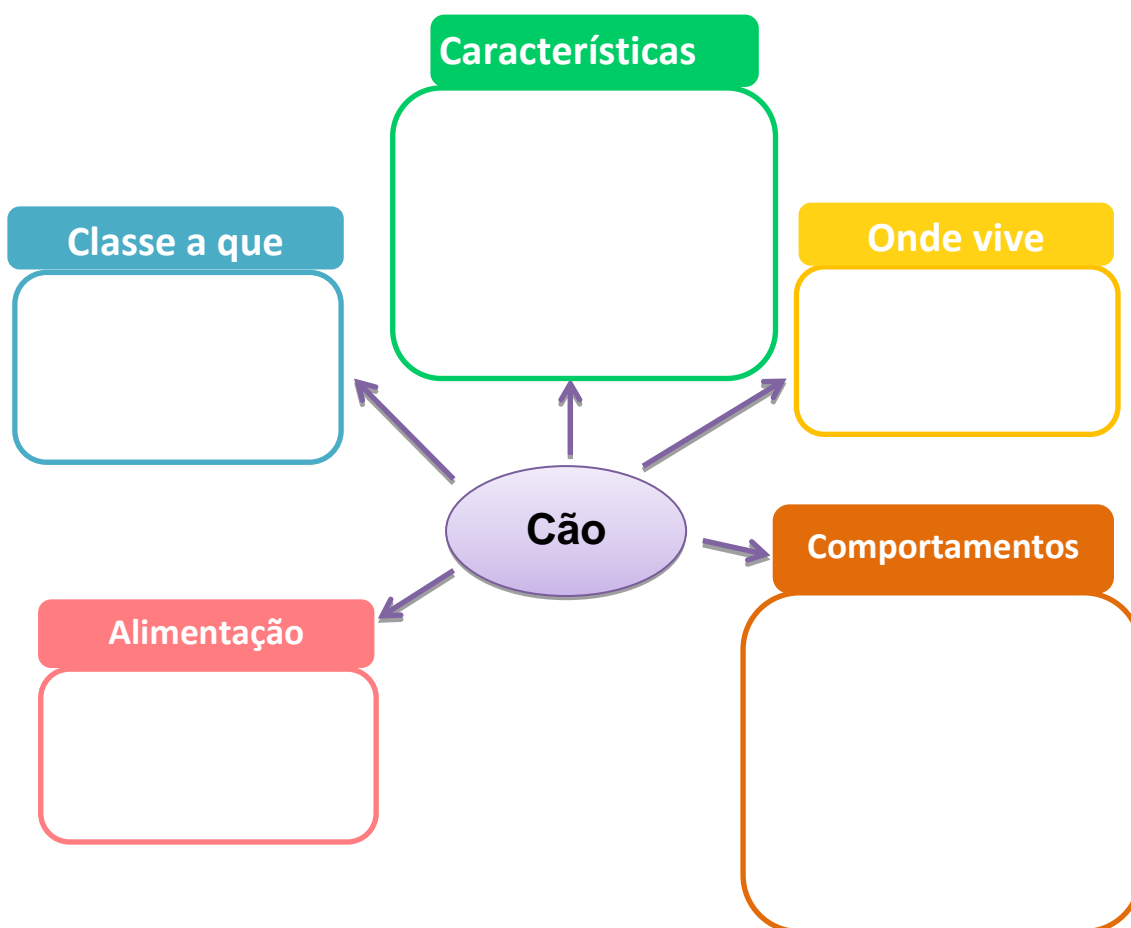 Características
Classe a que
Onde vive
Cão
Comportamentos
Alimentação